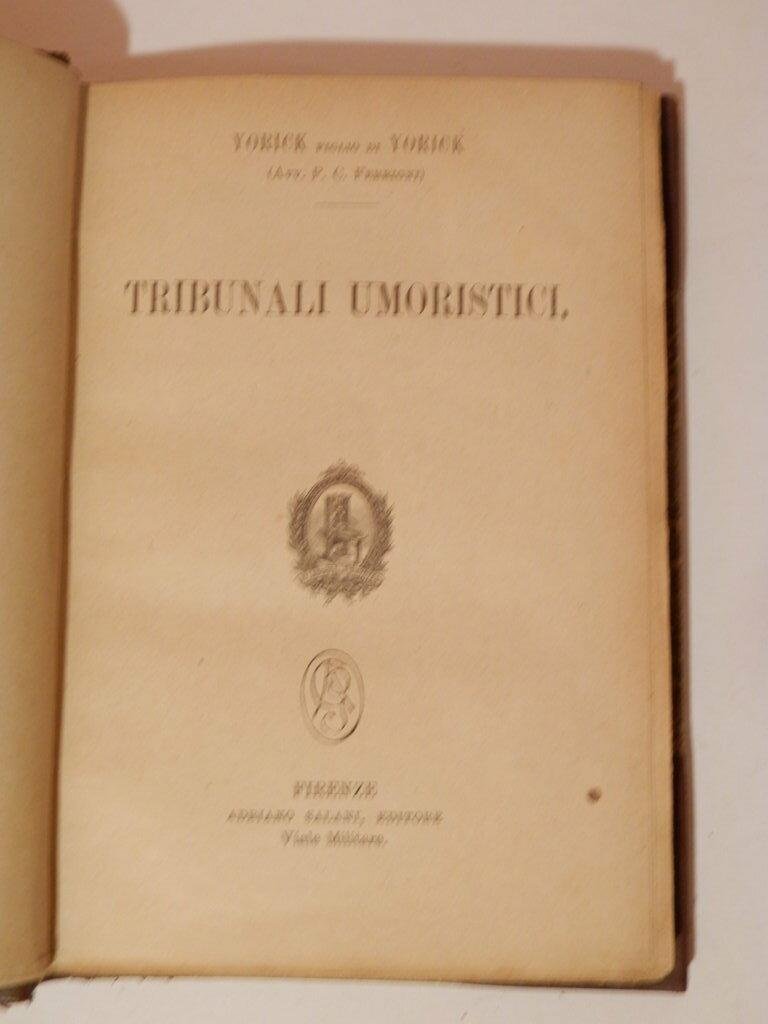 YORICK FIGLIO DI YORICK
(AVV. P. C. FERRIGNI)
TRIBUNALI UMORISTICI.
FIRENZE
ADRIANO SALANI, EDITORE
Viale Militare.